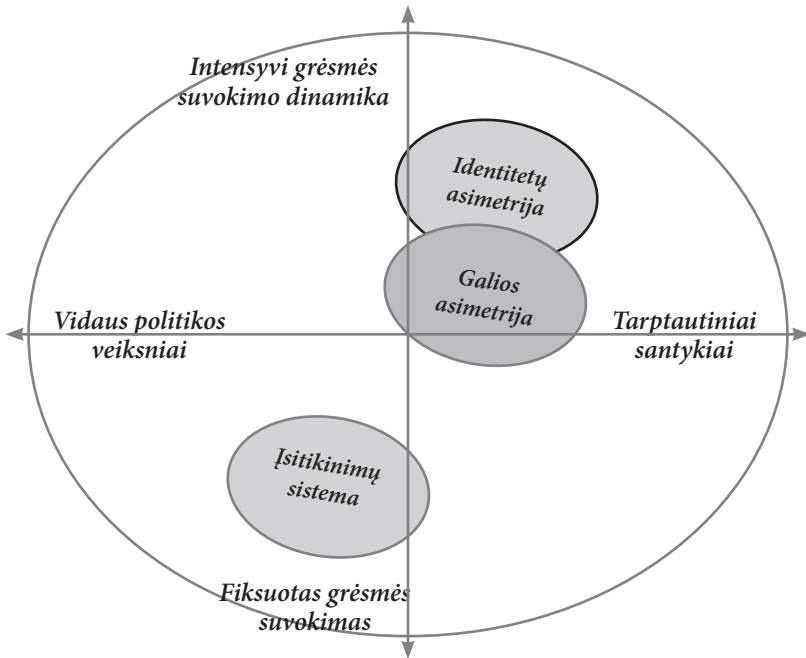 Intensyvi grėsmės
suvokimo dinamika
Identitetų
asimetrija
Galios
asimetrija
Vidaus politikos
veiksniai
Tarptautiniai
santykiai
Įsitikinimų
sistema
Fiksuotas grėsmės
suvokimas